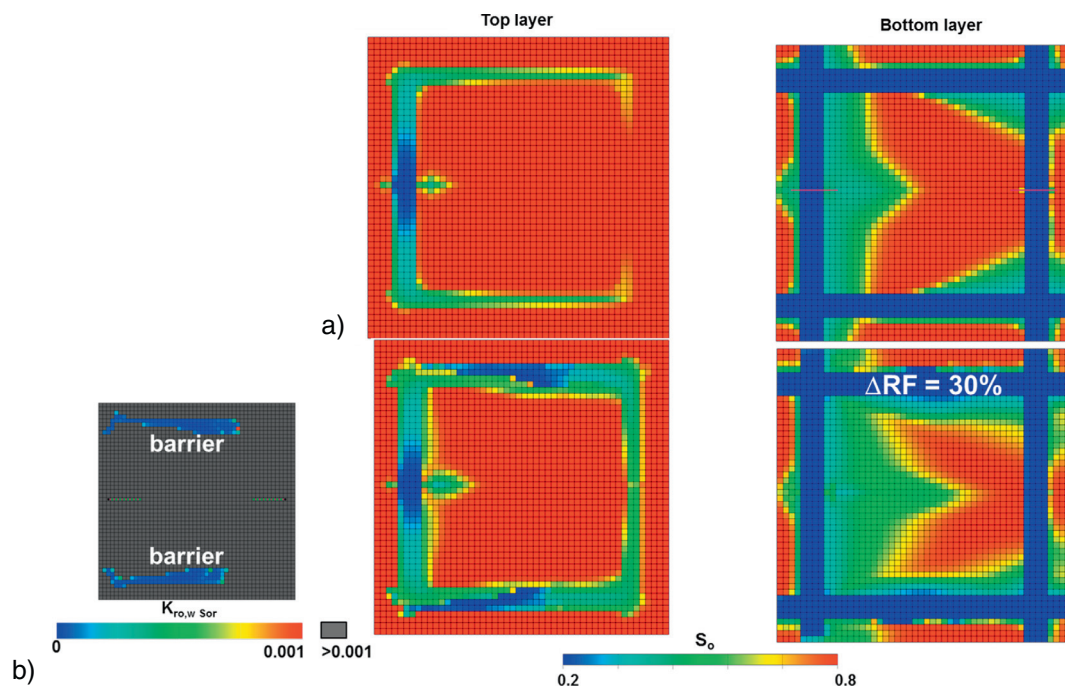 Top layer
Bottom layer
a)
ΔRF = 30%
barrier
barrier
Kro,w Sor
0
0.001
>0.001
b)
So
0.2
0.8